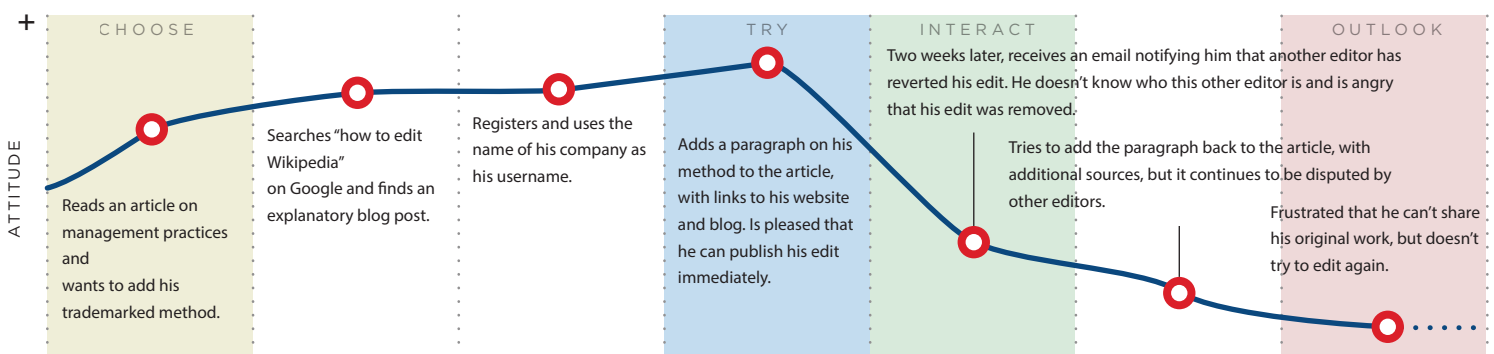 +
ATTITUDE
CHOOSE
Reads an article on
management practices
and
wants to add his
trademarked method.
Searches “how to edit
Wikipedia”
on Google and finds an
explanatory blog post.
Registers and uses the
name of his company as
his username.
TRY
Adds a paragraph on his
method to the article,
with links to his website
and blog. Is pleased that
he can publish his edit
immediately.
INTERACT
Two weeks later, receives an email notifying him that another editor has
reverted his edit. He doesn’t know who this other editor is and is angry
that his edit was removed.
Tries to add the paragraph back to the article, with
additional sources, but it continues to be disputed by
other editors.
OUTLOOK
Frustrated that he can’t share
his original work, but doesn’t
try to edit again.